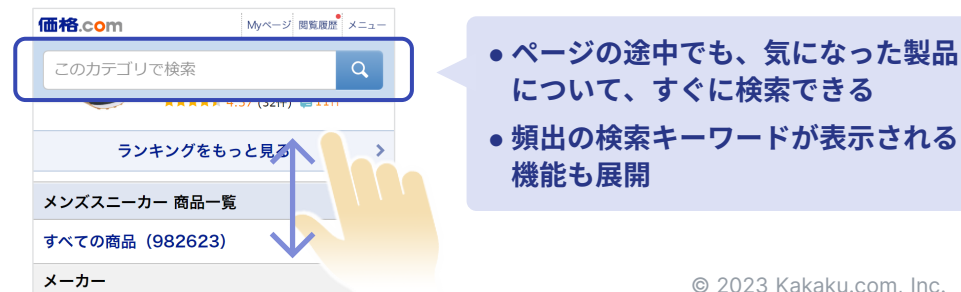 価格.com
Myページ 閲覧履歴 メニュー
このカテゴリで検索
ランキングをもっと見る
メンズスニーカー 商品一覧
すべての商品（982623）
メーカー
● ページの途中でも、気になった製品
について、すぐに検索できる
● 頻出の検索キーワードが表示される
機能も展開
© 2023 Kakaku.com, Inc.